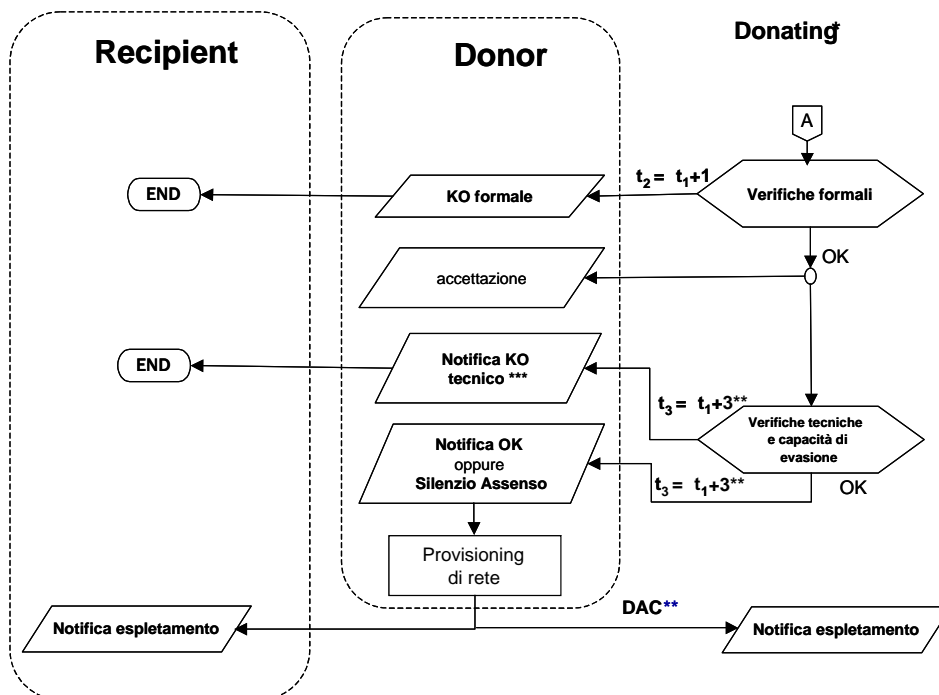 Recipient
Donor
Donating*
A
t2 = t1+1
Verifiche formali
KO formale
END
OK
accettazione
Notifica KO
tecnico ***
END
t3 = t1+3**
Verifiche tecniche
e capacità di
evasione
Notifica OK
oppure
Silenzio Assenso
t3 = t1+3**
OK
Provisioning
di rete
DAC**
Notifica espletamento
Notifica espletamento